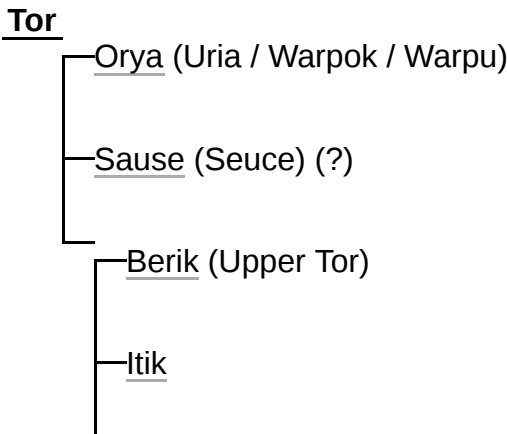 Tor
Orya (Uria / Warpok / Warpu)
Sause (Seuce) (?)
Berik (Upper Tor)
Itik